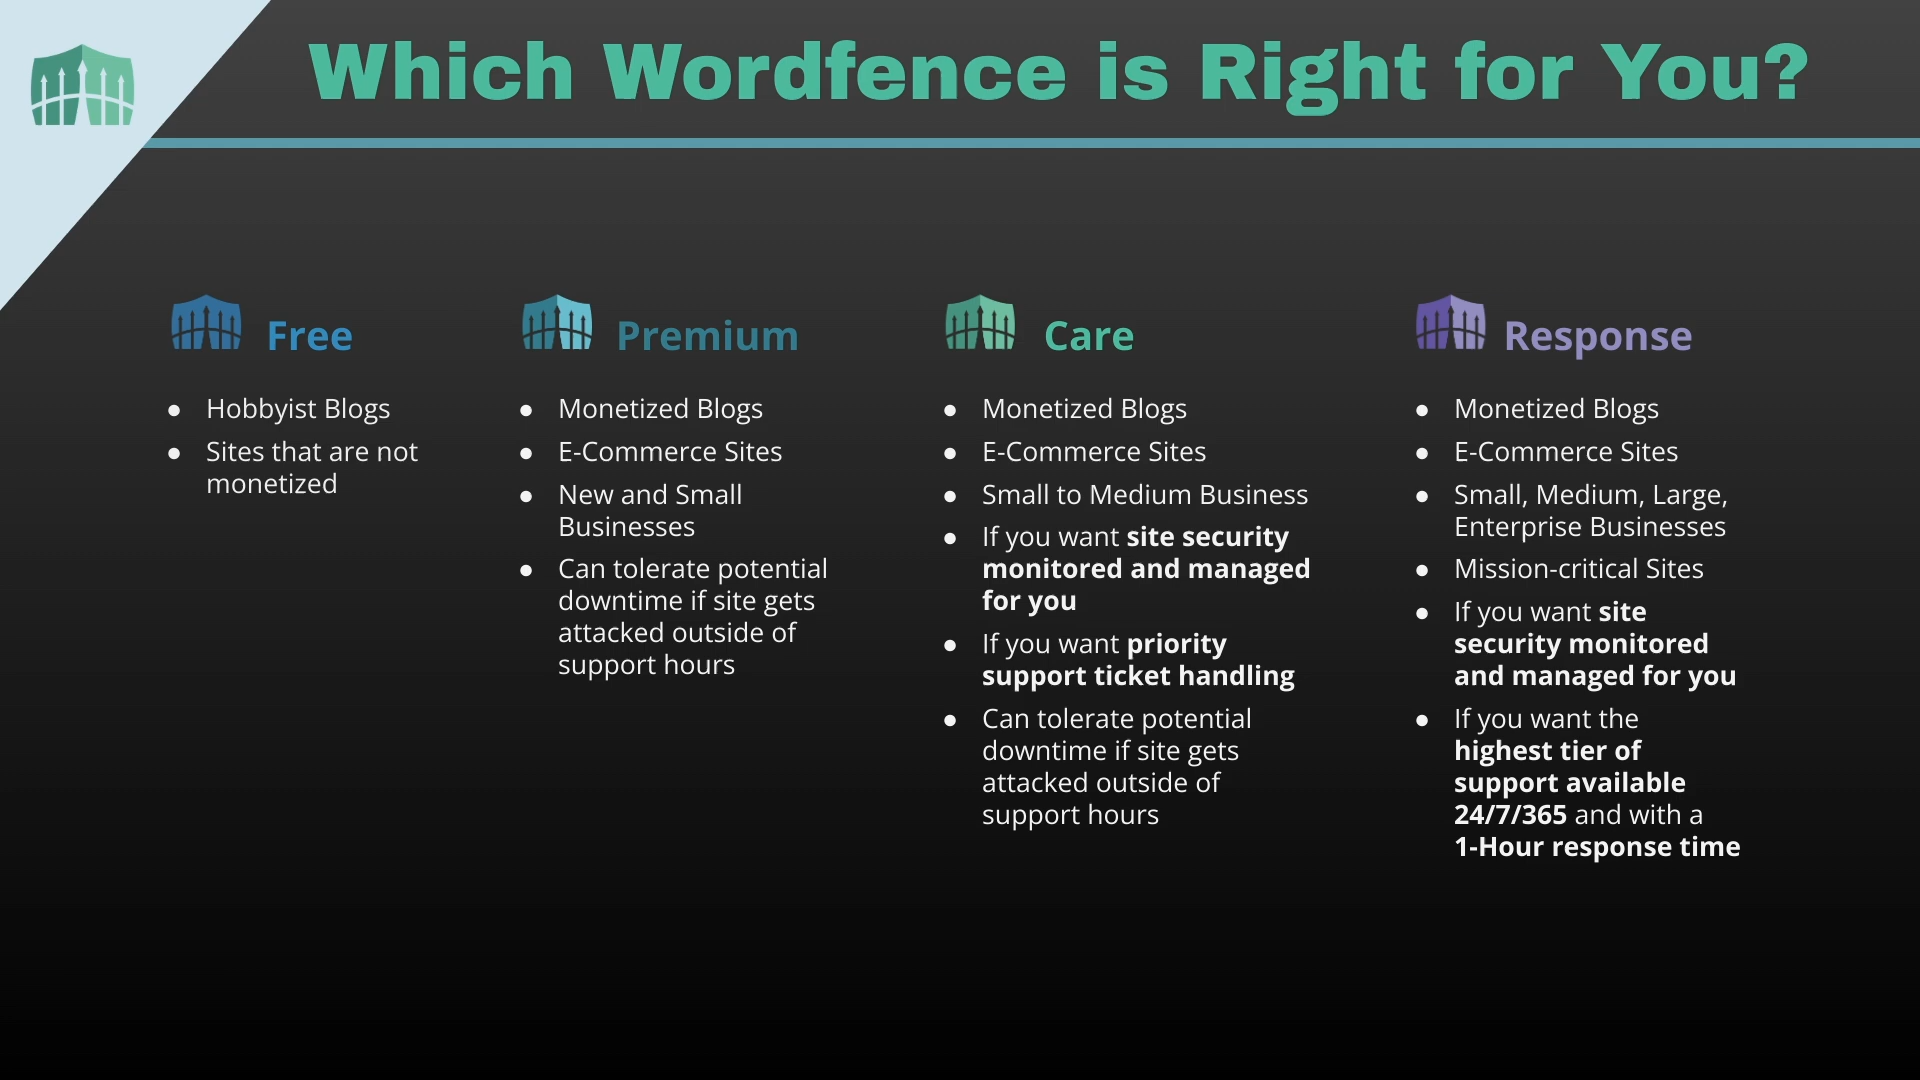 Which Wordfence is Right for You?
Free
● Hobbyist Blogs
● Sites that are not
monetized
Premium
● Monetized Blogs
● E-Commerce Sites
● New and Small
Businesses
● Can tolerate potential
downtime if site gets
attacked outside of
support hours
Care
● Monetized Blogs
● E-Commerce Sites
● Small to Medium Business
● If you want site security
monitored and managed
for you
● If you want priority
support ticket handling
● Can tolerate potential
downtime if site gets
attacked outside of
support hours
Response
● Monetized Blogs
● E-Commerce Sites
● Small, Medium, Large,
Enterprise Businesses
● Mission-critical Sites
● If you want site
security monitored
and managed for you
● If you want the
highest tier of
support available
24/7/365 and with a
1-Hour response time